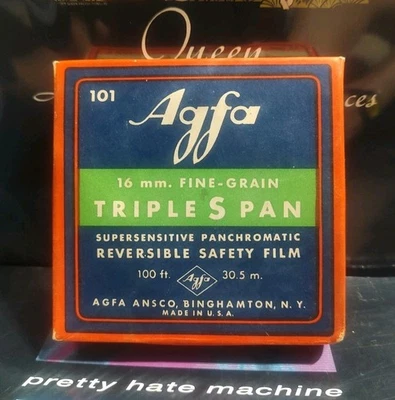 Queen
ces
101
Agfa
16 mm. FINE-GRAIN
TRIPLE S PAN
SUPERSENSITIVE PANCHROMATIC
REVERSIBLE SAFETY FILM
100 ft. Agfa 30.5 m.
AGFA ANSCO, BINGHAMTON, N. Y.
MADE IN U.S.A.
pretty hate machine